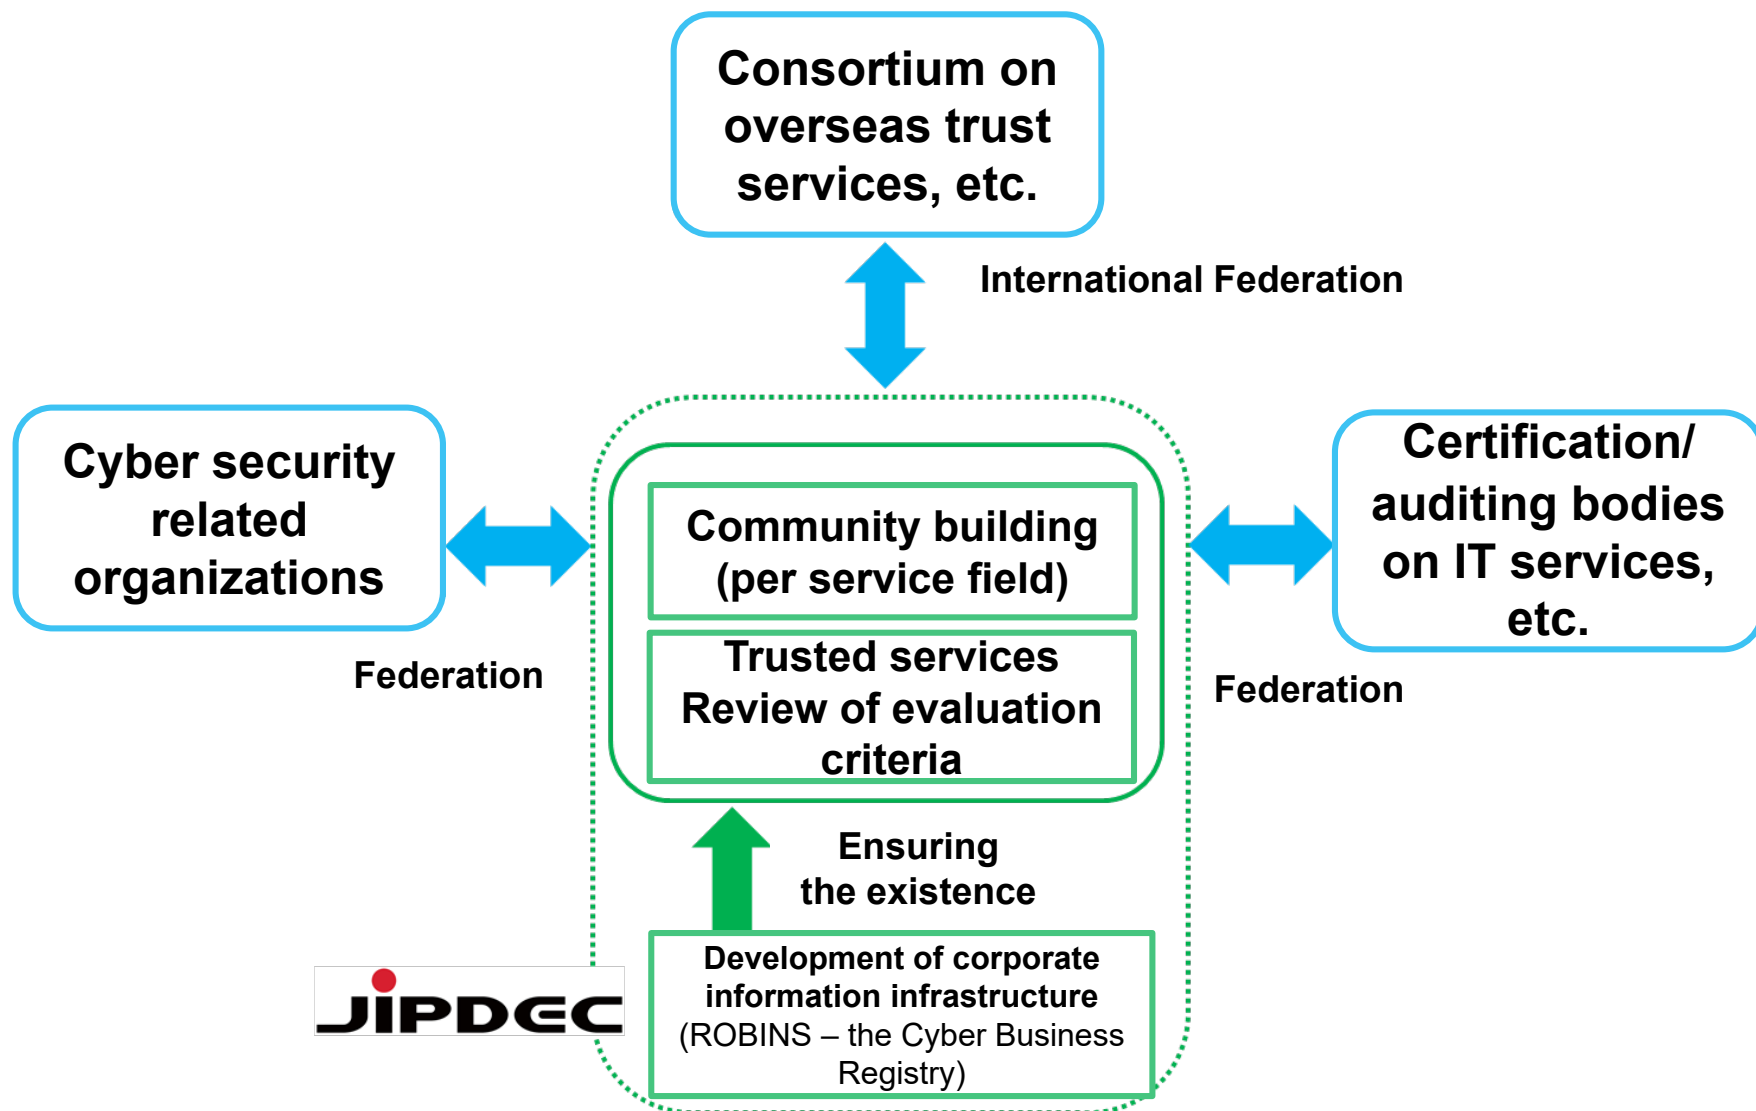 Consortium on
overseas trust
services, etc.
International Federation
Cyber security
related
organizations
Federation
Community building
(per service field)
Trusted services
Review of evaluation
criteria
Certification/
auditing bodies
on IT services,
etc.
Federation
Ensuring
the existence
JIPDEC
Development of corporate
information infrastructure
(ROBINS – the Cyber Business
Registry)